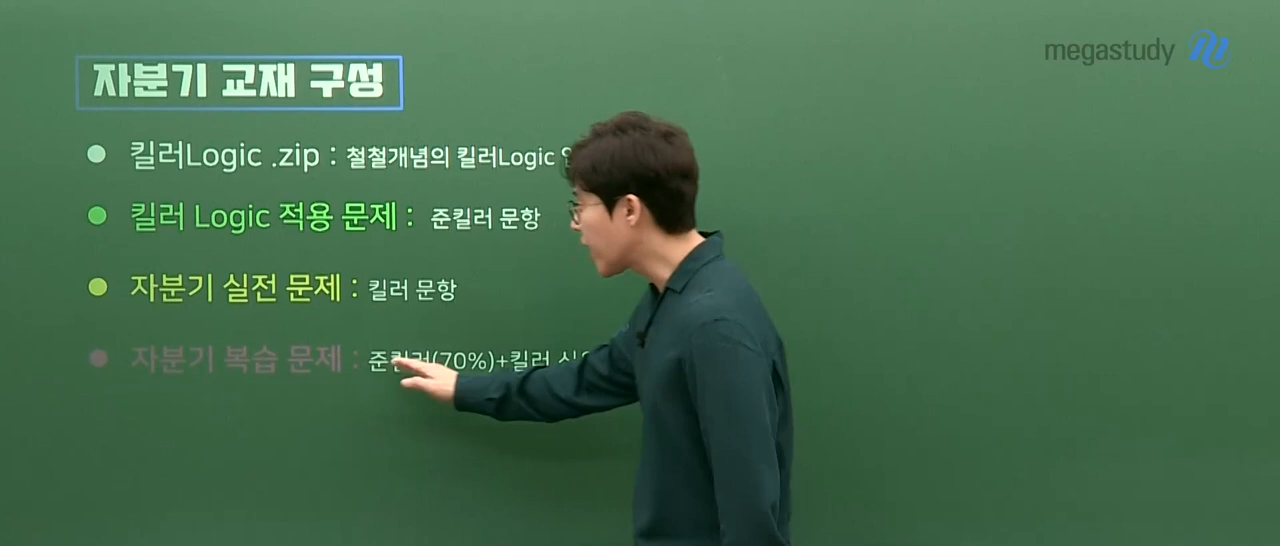 megastudy
자분기 교재 구성
킬러Logic .zip : 철철개념의 킬러Logic
킬러 Logic 적용 문제 : 준킬러 문항
자분기 실전 문제 : 킬러 문항
자분기 복습 문제 : 준킬러(70%)+킬러